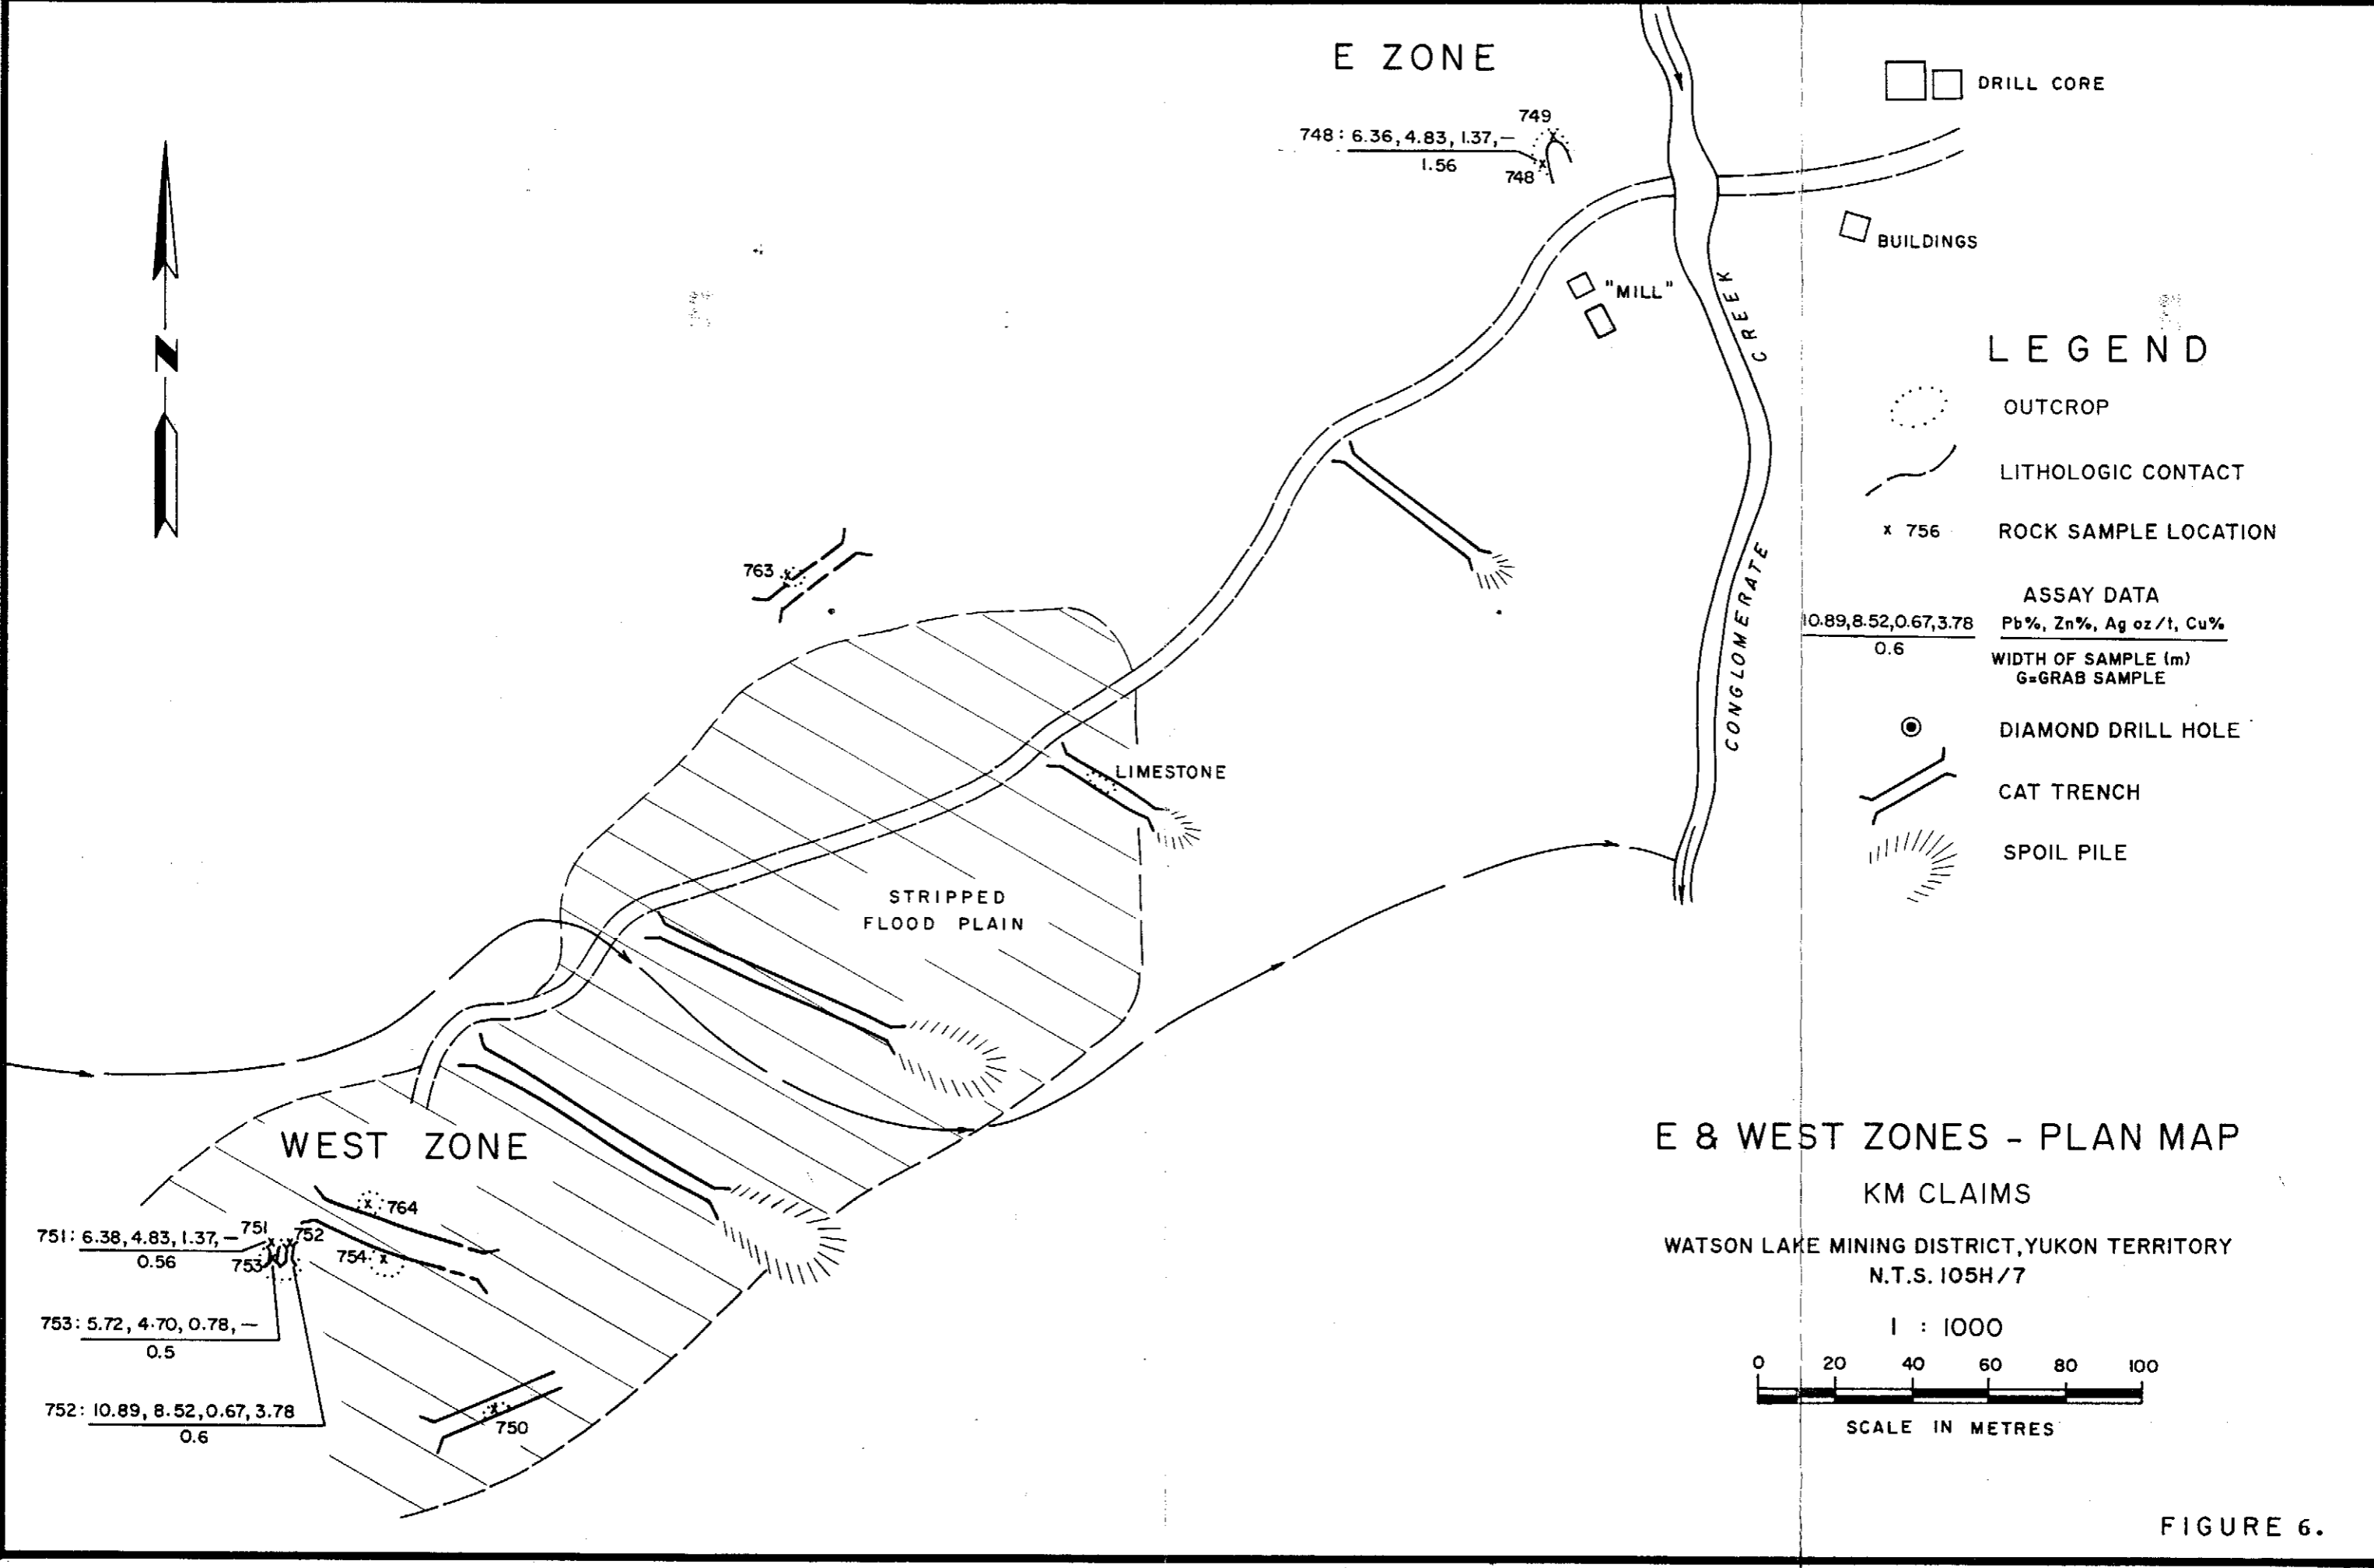 E ZONE
DRILL CORE
749
748: 6.36, 4.83, 1.37, —
1.56
748
BUILDINGS
"MILL"
CONGLOMERATE CREEK
N
LEGEND
OUTCROP
LITHOLOGIC CONTACT
x 756 ROCK SAMPLE LOCATION
ASSAY DATA
10.89, 8.52, 0.67, 3.78 Pb%, Zn%, Ag oz/t, Cu%
0.6 WIDTH OF SAMPLE (m)
G=GRAB SAMPLE
DIAMOND DRILL HOLE
CAT TRENCH
SPOIL PILE
763
LIMESTONE
STRIPPED
FLOOD PLAIN
WEST ZONE
764
751: 6.38, 4.83, 1.37, —
0.56
751
752
753
754
753: 5.72, 4.70, 0.78, —
0.5
752: 10.89, 8.52, 0.67, 3.78
0.6
750
E & WEST ZONES - PLAN MAP
KM CLAIMS
WATSON LAKE MINING DISTRICT, YUKON TERRITORY
N.T.S. 105H/7
1 : 1000
0 20 40 60 80 100
SCALE IN METRES
FIGURE 6.